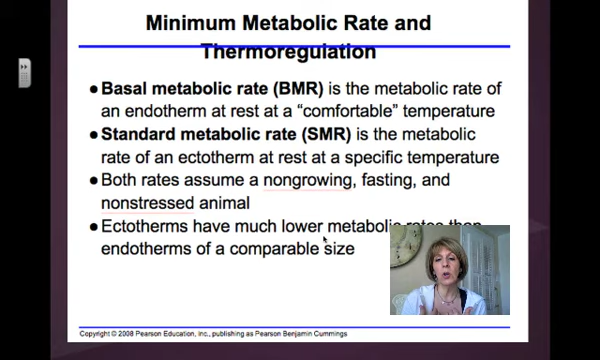 Minimum Metabolic Rate and
Thermoregulation
● Basal metabolic rate (BMR) is the metabolic rate of
an endotherm at rest at a “comfortable” temperature
● Standard metabolic rate (SMR) is the metabolic
rate of an ectotherm at rest at a specific temperature
● Both rates assume a nongrowing, fasting, and
nonstressed animal
● Ectotherms have much lower metabolic rates than
endotherms of a comparable size
Copyright © 2008 Pearson Education, Inc., publishing as Pearson Benjamin Cummings